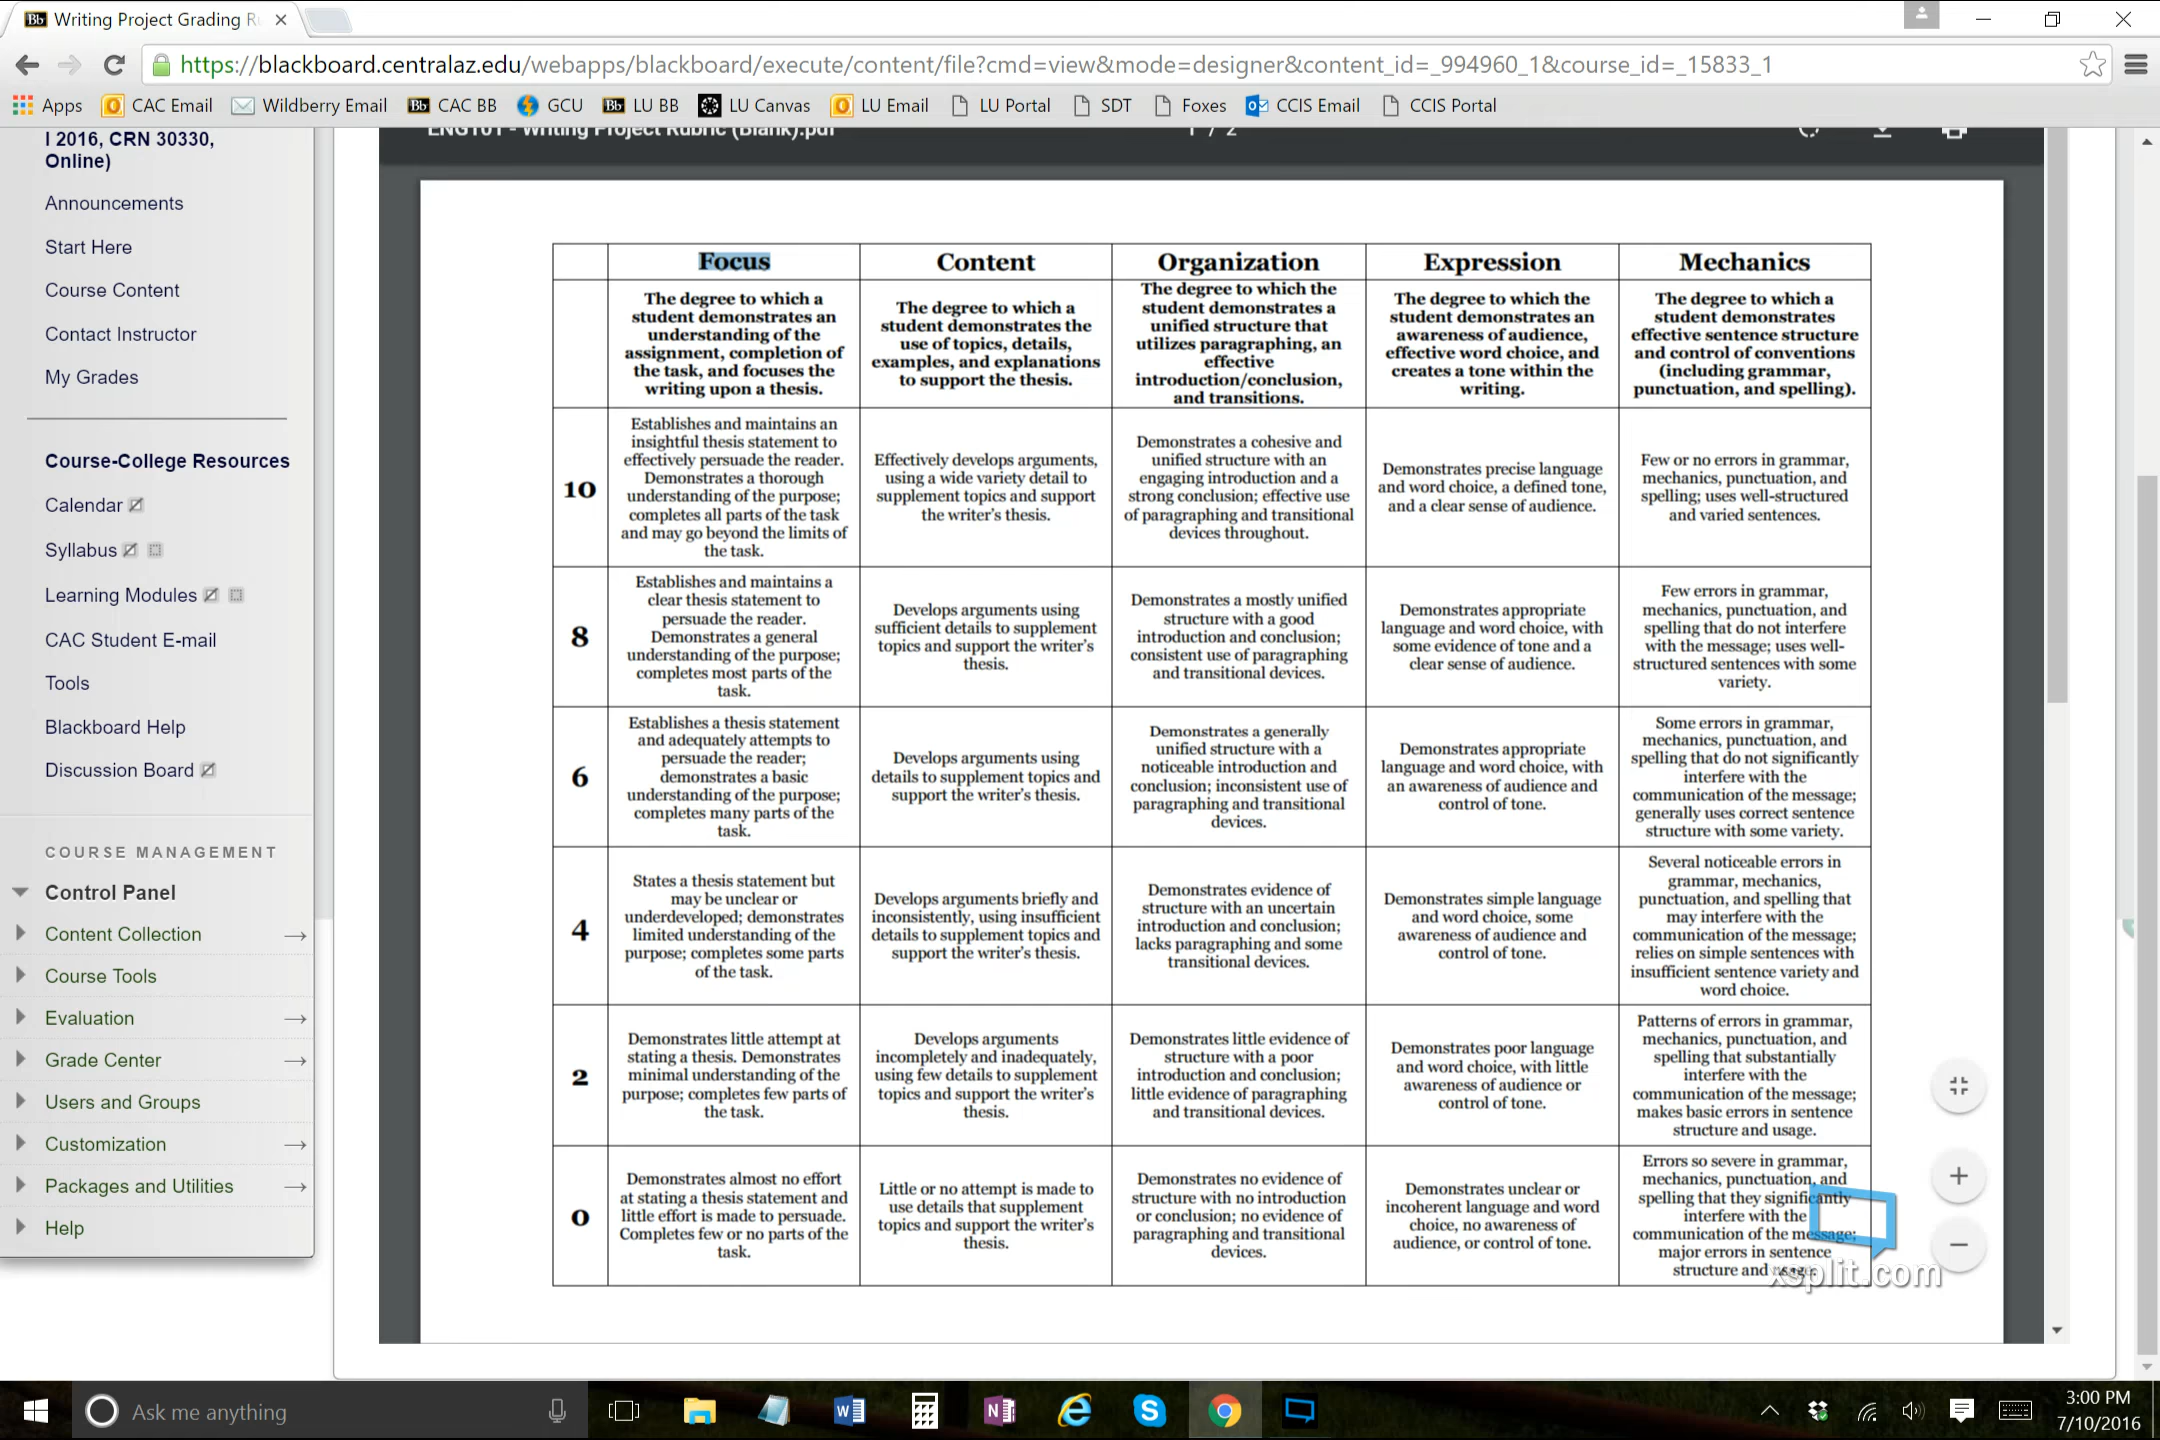 Writing Project Grading R
https://blackboard.centralaz.edu/webapps/blackboard/execute/content/file?cmd=view&mode=designer&content_id=_994960_1&course_id=_15833_1
Apps CAC Email Wildberry Email CAC BB GCU LU BB LU Canvas LU Email LU Portal SDT Foxes CCIS Email CCIS Portal
I 2016, CRN 30330,
Online)
Announcements
Start Here
Course Content
Contact Instructor
My Grades
Course-College Resources
Calendar
Syllabus
Learning Modules
CAC Student E-mail
Tools
Blackboard Help
Discussion Board
COURSE MANAGEMENT
Control Panel
Content Collection
Course Tools
Evaluation
Grade Center
Users and Groups
Customization
Packages and Utilities
Help
ENG101 - Writing Project Rubric (Blank).pdf 1 / 2
Focus
Content
Organization
Expression
Mechanics
The degree to which a
student demonstrates an
understanding of the
assignment, completion of
the task, and focuses the
writing upon a thesis.
The degree to which a
student demonstrates the
use of topics, details,
examples, and explanations
to support the thesis.
The degree to which the
student demonstrates a
unified structure that
utilizes paragraphing, an
effective
introduction/conclusion,
and transitions.
The degree to which the
student demonstrates an
awareness of audience,
effective word choice, and
creates a tone within the
writing.
The degree to which a
student demonstrates
effective sentence structure
and control of conventions
(including grammar,
punctuation, and spelling).
10
Establishes and maintains an
insightful thesis statement to
effectively persuade the reader.
Demonstrates a thorough
understanding of the purpose;
completes all parts of the task
and may go beyond the limits of
the task.
Effectively develops arguments,
using a wide variety detail to
supplement topics and support
the writer's thesis.
Demonstrates a cohesive and
unified structure with an
engaging introduction and a
strong conclusion; effective use
of paragraphing and transitional
devices throughout.
Demonstrates precise language
and word choice, a defined tone,
and a clear sense of audience.
Few or no errors in grammar,
mechanics, punctuation, and
spelling; uses well-structured
and varied sentences.
8
Establishes and maintains a
clear thesis statement to
persuade the reader.
Demonstrates a general
understanding of the purpose;
completes most parts of the
task.
Develops arguments using
sufficient details to supplement
topics and support the writer's
thesis.
Demonstrates a mostly unified
structure with a good
introduction and conclusion;
consistent use of paragraphing
and transitional devices.
Demonstrates appropriate
language and word choice, with
some evidence of tone and a
clear sense of audience.
Few errors in grammar,
mechanics, punctuation, and
spelling that do not interfere
with the message; uses well-
structured sentences with some
variety.
6
Establishes a thesis statement
and adequately attempts to
persuade the reader;
demonstrates a basic
understanding of the purpose;
completes many parts of the
task.
Develops arguments using
details to supplement topics and
support the writer's thesis.
Demonstrates a generally
unified structure with a
noticeable introduction and
conclusion; inconsistent use of
paragraphing and transitional
devices.
Demonstrates appropriate
language and word choice, with
an awareness of audience and
control of tone.
Some errors in grammar,
mechanics, punctuation, and
spelling that do not significantly
interfere with the
communication of the message;
generally uses correct sentence
structure with some variety.
4
States a thesis statement but
may be unclear or
underdeveloped; demonstrates
limited understanding of the
purpose; completes some parts
of the task.
Develops arguments briefly and
inconsistently, using insufficient
details to supplement topics and
support the writer's thesis.
Demonstrates evidence of
structure with an uncertain
introduction and conclusion;
lacks paragraphing and some
transitional devices.
Demonstrates simple language
and word choice, some
awareness of audience and
control of tone.
Several noticeable errors in
grammar, mechanics,
punctuation, and spelling that
may interfere with the
communication of the message;
relies on simple sentences with
insufficient sentence variety and
word choice.
2
Demonstrates little attempt at
stating a thesis. Demonstrates
minimal understanding of the
purpose; completes few parts of
the task.
Develops arguments
incompletely and inadequately,
using few details to supplement
topics and support the writer's
thesis.
Demonstrates little evidence of
structure with a poor
introduction and conclusion;
little evidence of paragraphing
and transitional devices.
Demonstrates poor language
and word choice, with little
awareness of audience or
control of tone.
Patterns of errors in grammar,
mechanics, punctuation, and
spelling that substantially
interfere with the
communication of the message;
makes basic errors in sentence
structure and usage.
0
Demonstrates almost no effort
at stating a thesis statement and
little effort is made to persuade.
Completes few or no parts of the
task.
Little or no attempt is made to
use details that supplement
topics and support the writer's
thesis.
Demonstrates no evidence of
structure with no introduction
or conclusion; no evidence of
paragraphing and transitional
devices.
Demonstrates unclear or
incoherent language and word
choice, no awareness of
audience, or control of tone.
Errors so severe in grammar,
mechanics, punctuation, and
spelling that they significantly
interfere with the
communication of the message;
major errors in sentence
structure and usage.
xsplit.com
Ask me anything
3:00 PM
7/10/2016